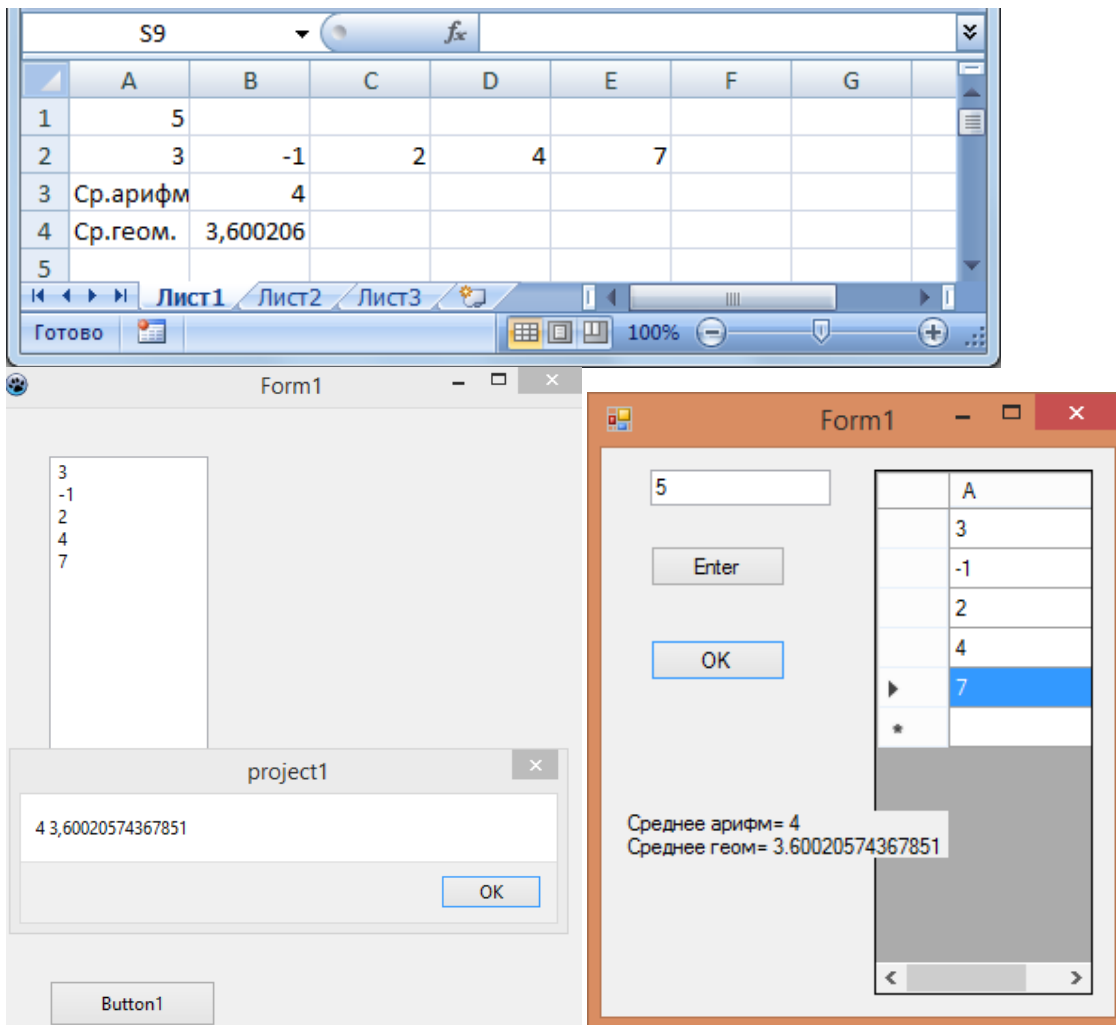 S9 fx
A B C D E F G
1 5
2 3 -1 2 4 7
3 Ср.арифм 4
4 Ср.геом. 3,600206
5
Лист1 Лист2 Лист3
Готово 100%
Form1
3
-1
2
4
7
project1
4 3,60020574367851
OK
Button1
Form1
5
Enter
OK
A
3
-1
2
4
7
Среднее арифм= 4
Среднее геом= 3.60020574367851